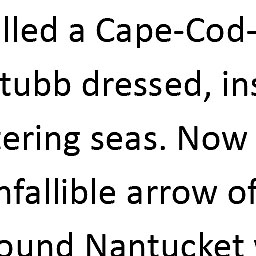 lled a Cape-Cod-
tubb dressed, ins
ering seas. Now
nfallible arrow of
ound Nantucket